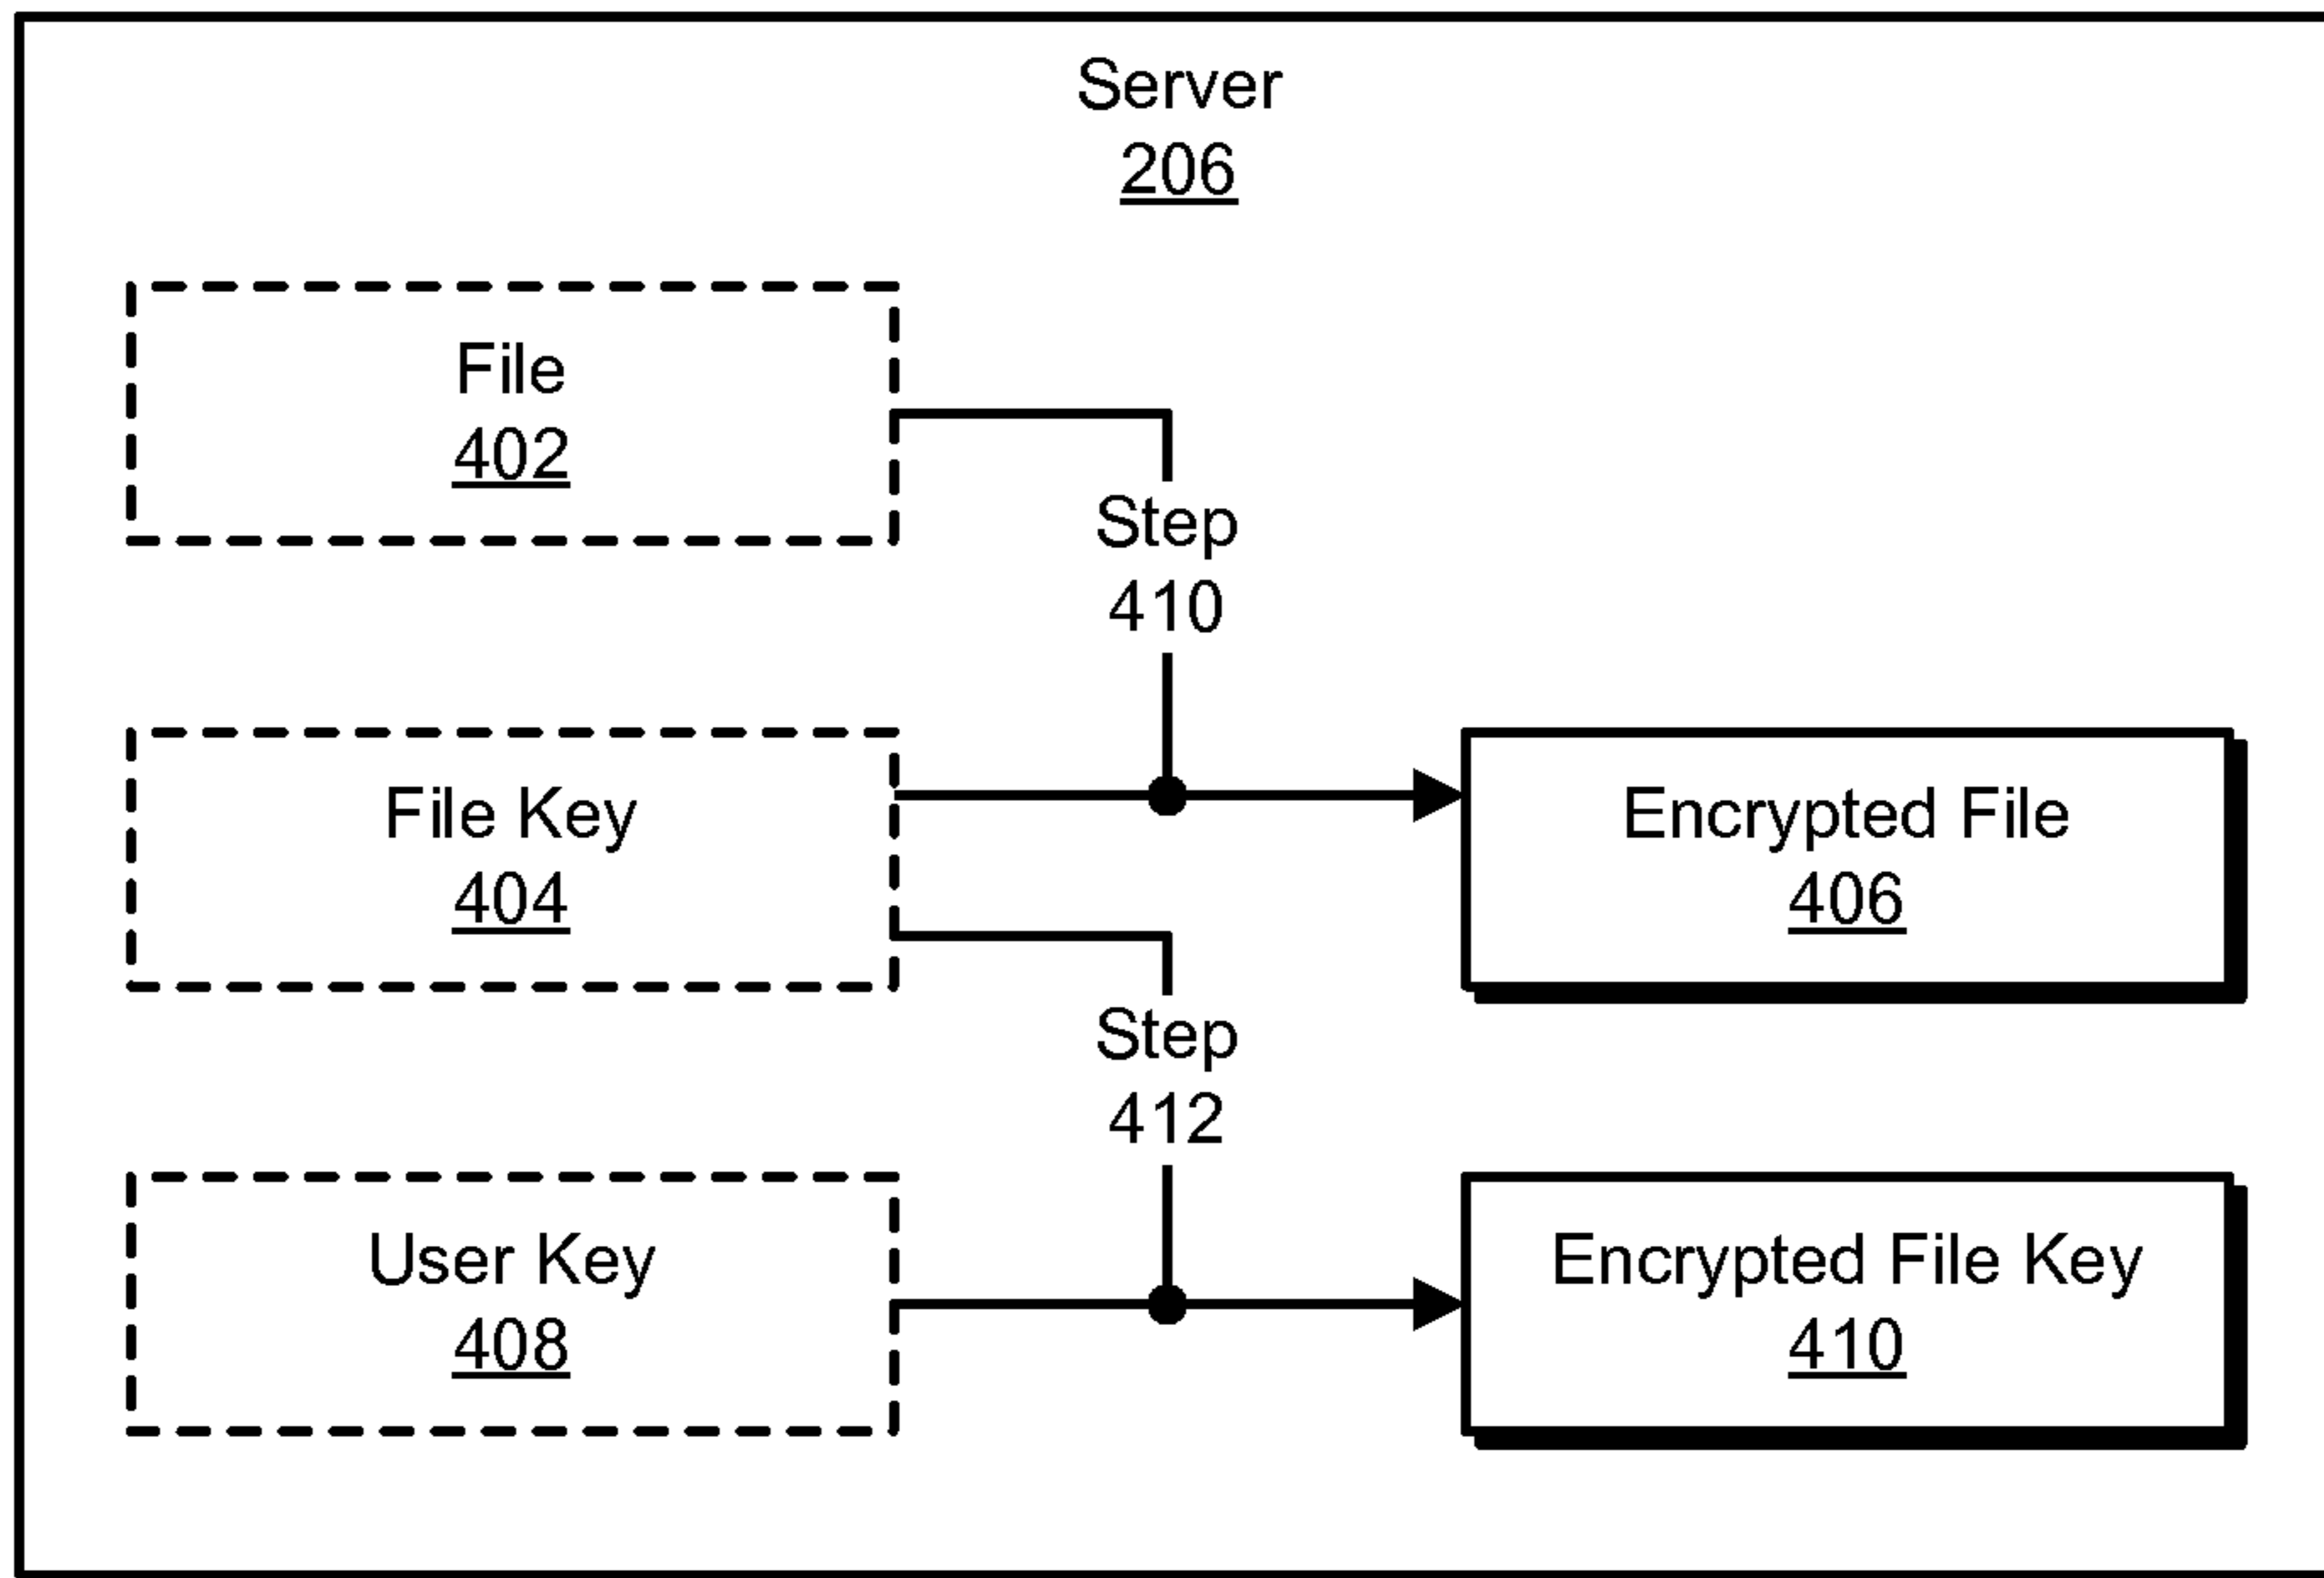 Server
206
File
402
Step
410
File Key
404
Encrypted File
406
Step
412
User Key
408
Encrypted File Key
410